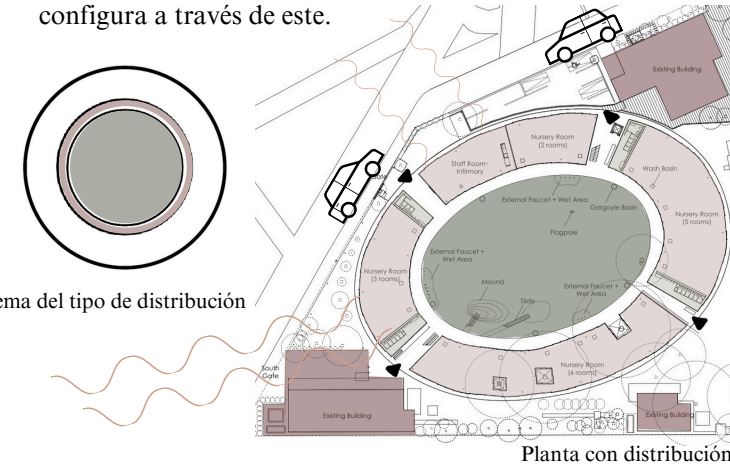 configura a través de este.
Existing Building
Nursery Room
(2 rooms)
Staff Room-
Infirmary
Wash Basin
External Faucet + Wet Area
Gargoyle Basin
Nursery Room
(5 rooms)
Flagpole
External Faucet +
Wet Area
Nursery Room
(3 rooms)
Mound
External Faucet +
Wet Area
Slide
ema del tipo de distribución
Nursery Room
(6 rooms)
South
Gate
Existing Building
Existing Building
Planta con distribución